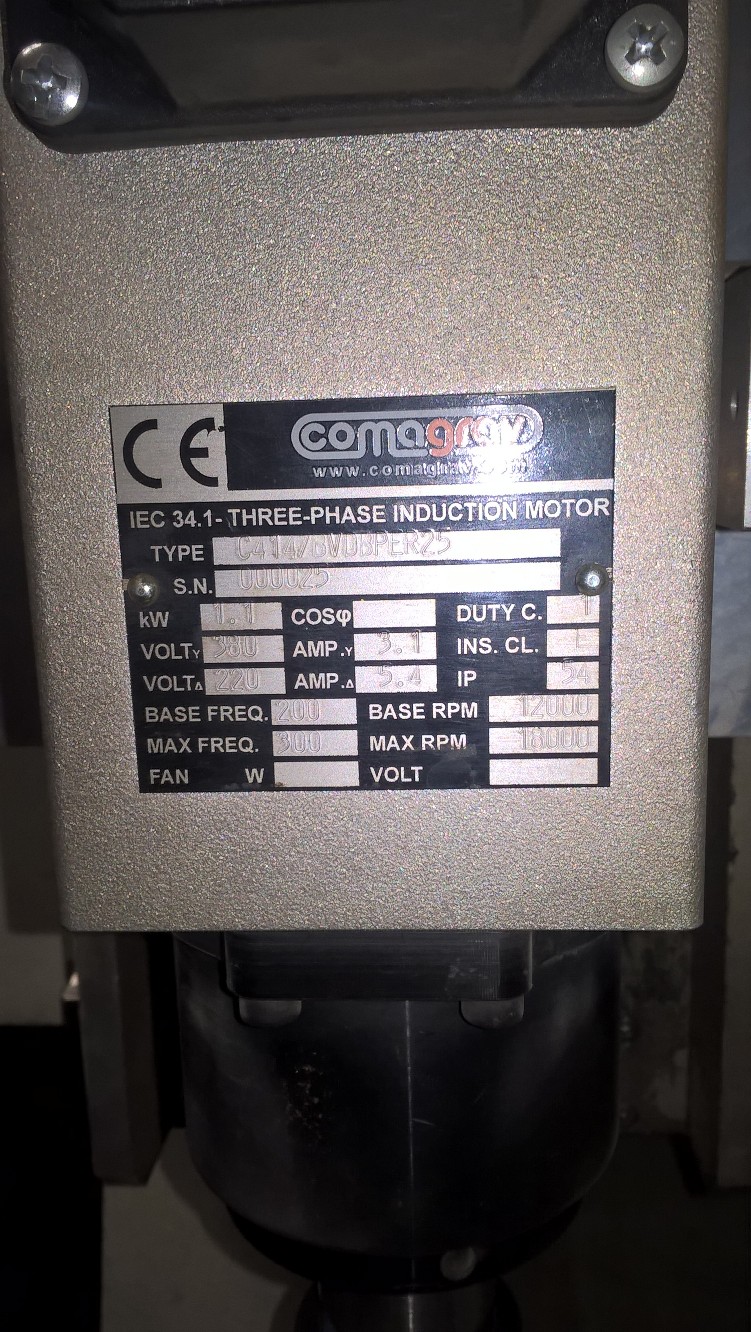 CE
comagrav
www.comagrav.com
IEC 34.1- THREE-PHASE INDUCTION MOTOR
TYPE
S.N. 000025
kW 1.1 COSφ DUTY C. 1
VOLTY 380 AMP.Y 3.1 INS. CL.
VOLTΔ 220 AMP.Δ 5.4 IP 54
BASE FREQ. 200 BASE RPM 12000
MAX FREQ. 300 MAX RPM 18000
FAN W VOLT